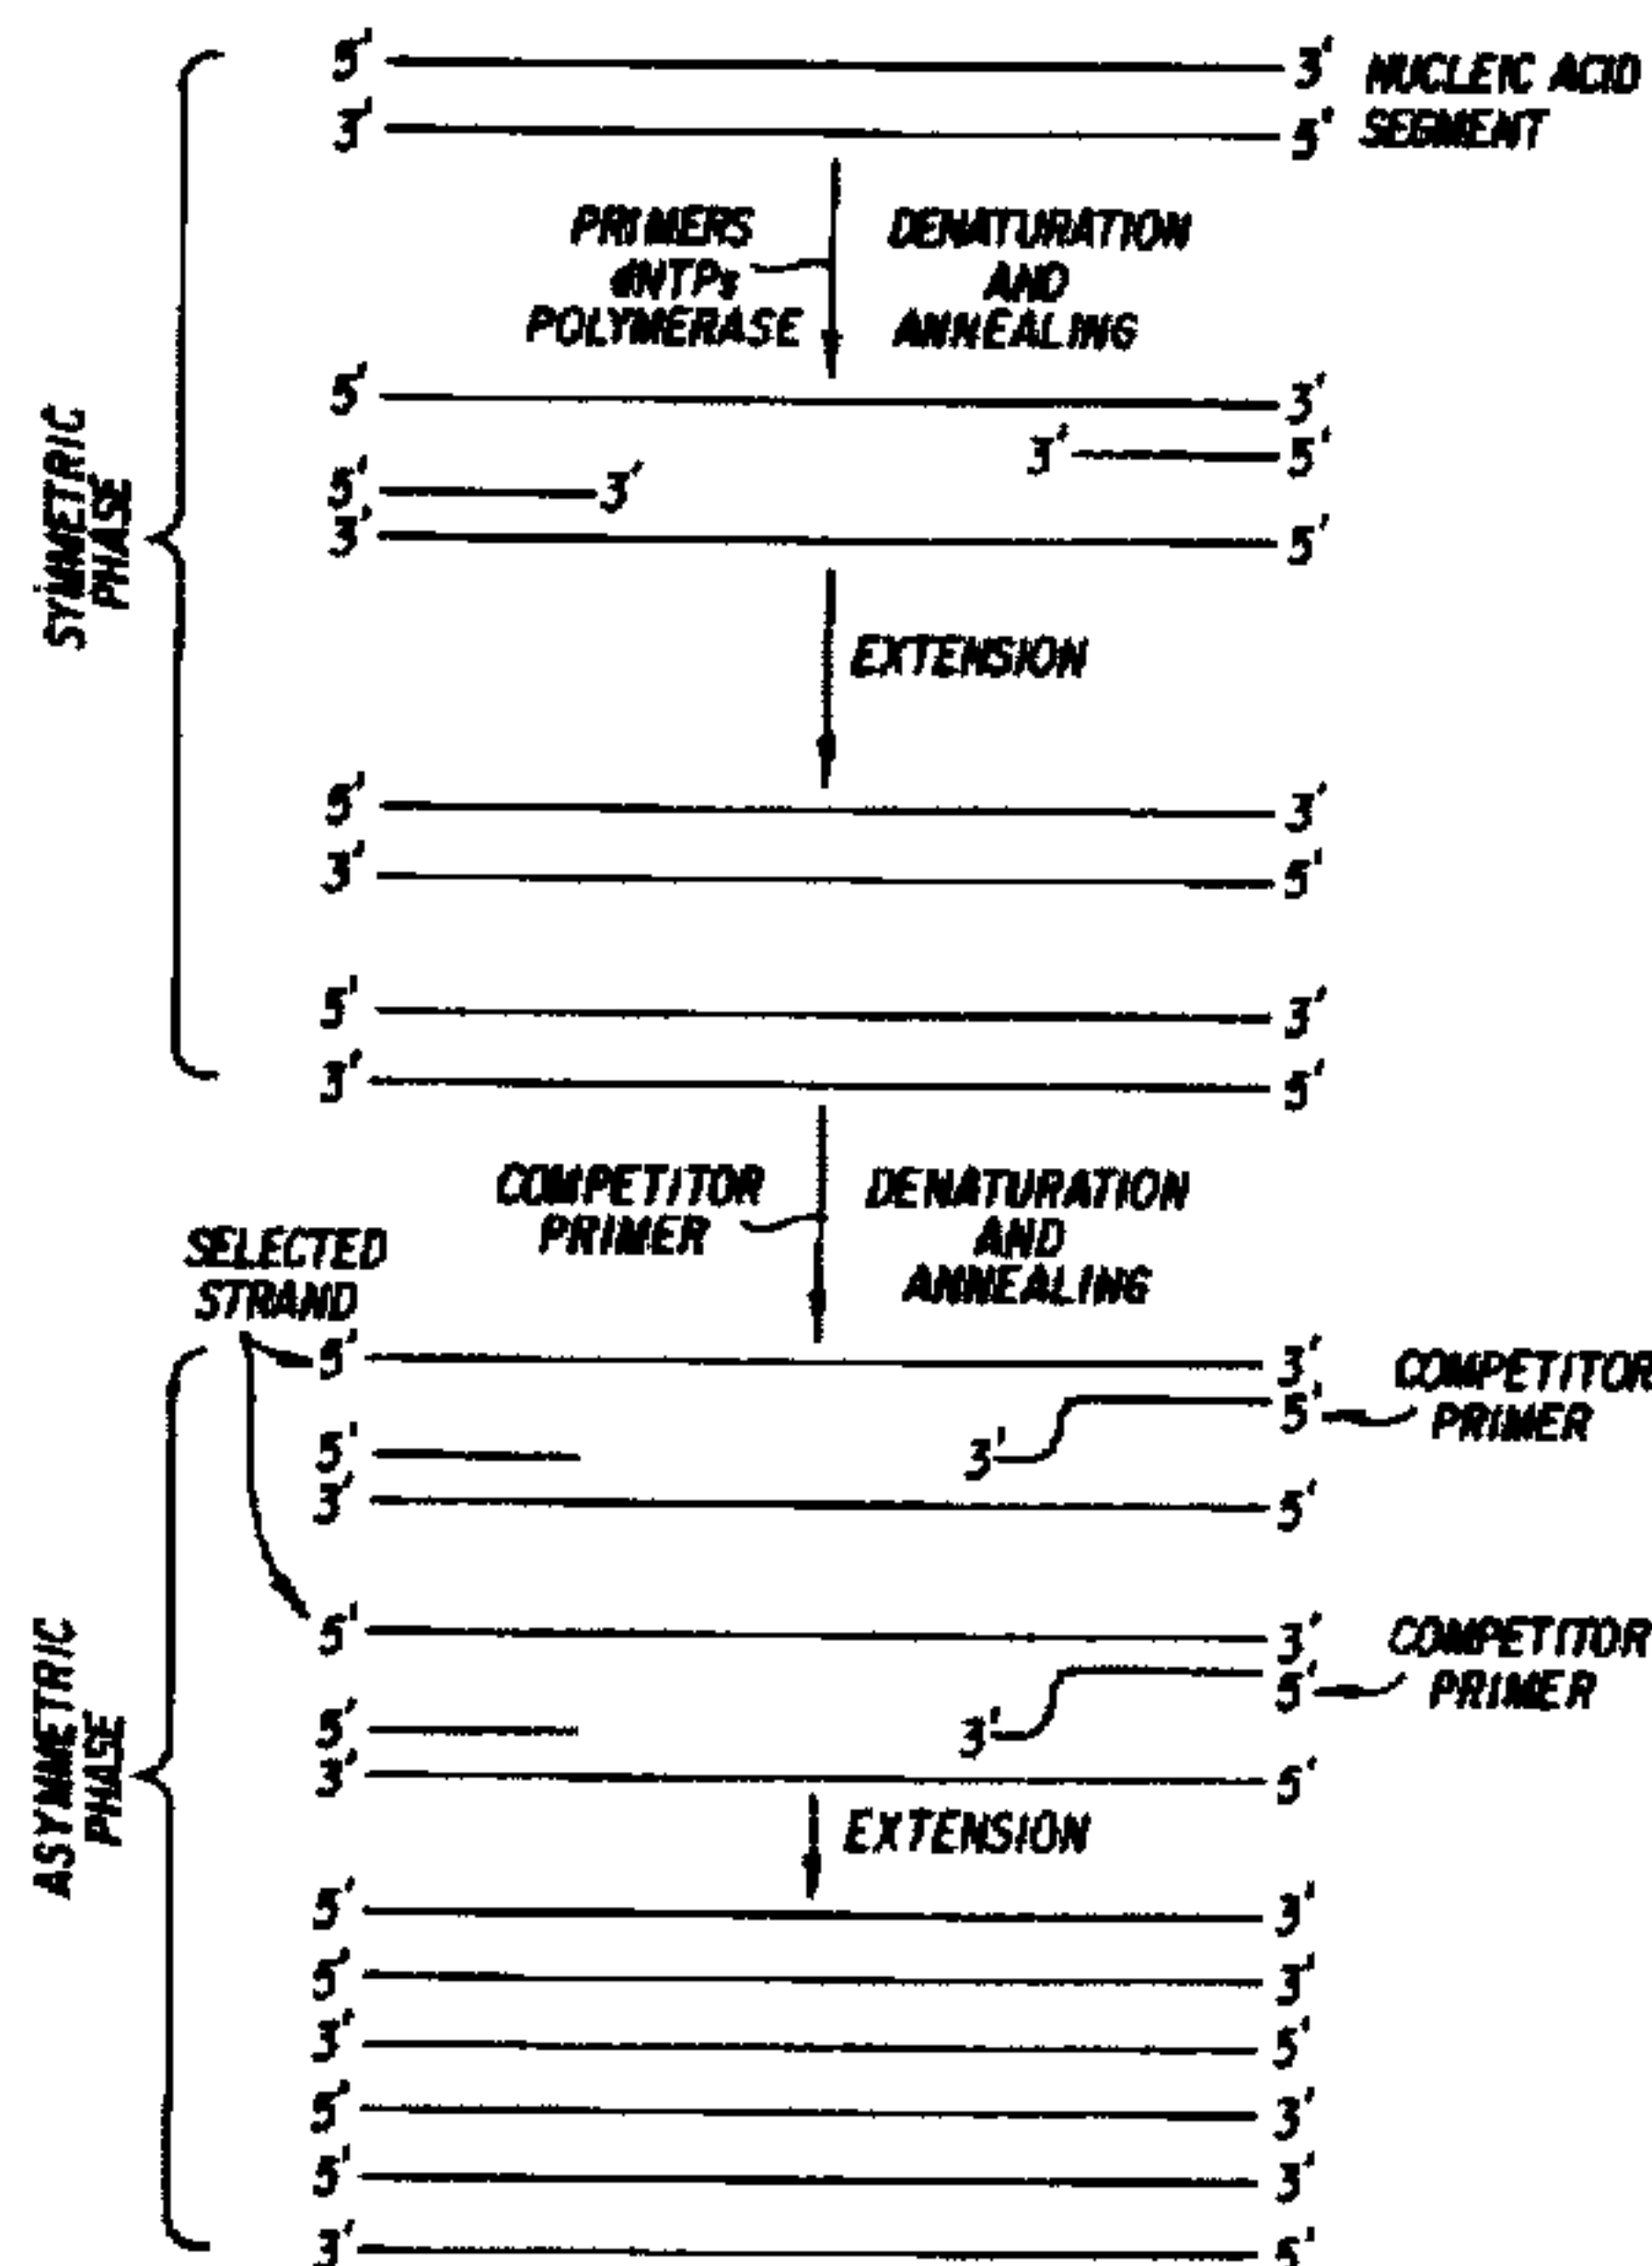 5' 3' NUCLEIC ACID
3' 5' SEGMENT
PRIMERS DENATURATION
dNTPs AND
POLYMERASE ANNEALING
5' 3'
3' 5'
5' 3'
3' 5'
SYMMETRIC
PHASE
EXTENSION
5' 3'
3' 5'
5' 3'
3' 5'
COMPETITOR DENATURATION
PRIMER AND
ANNEALING
SELECTED
STRAND
5' 3' COMPETITOR
5' PRIMER
5' 3'
3' 5'
5' 3' COMPETITOR
5' PRIMER
5' 3'
3' 5'
ASYMMETRIC
PHASE
EXTENSION
5' 3'
5' 3'
3' 5'
5' 3'
5' 3'
3' 5'